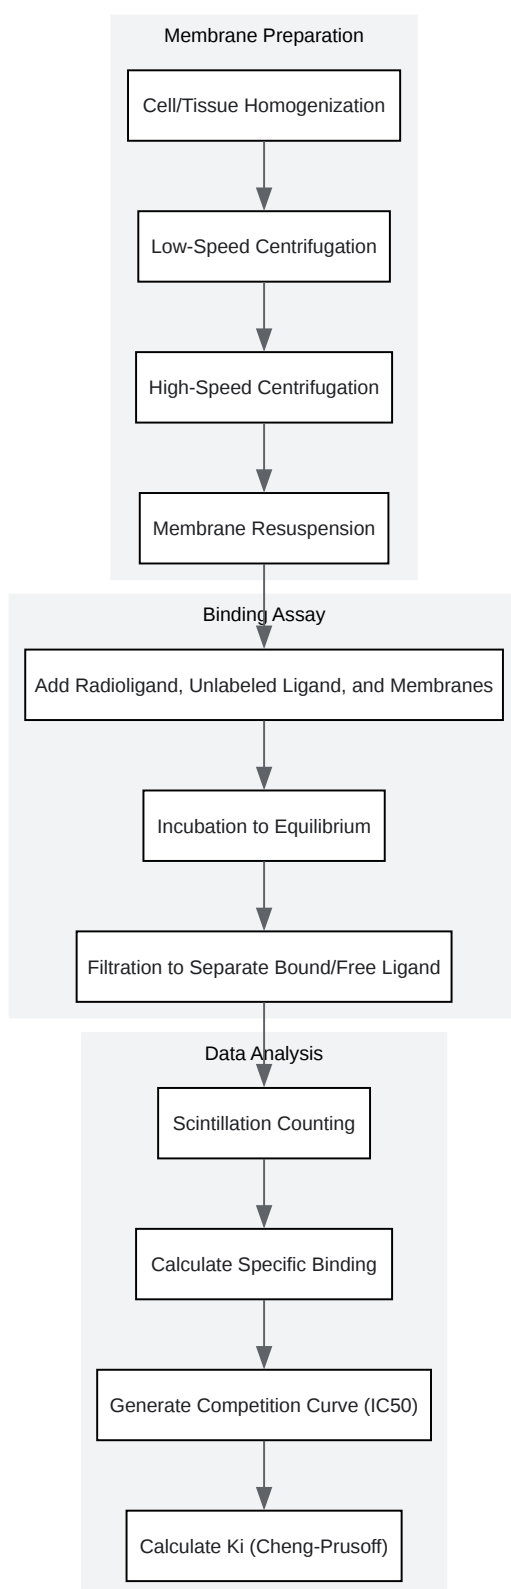 Membrane Preparation
Cell/Tissue Homogenization
Low-Speed Centrifugation
High-Speed Centrifugation
Membrane Resuspension
Binding Assay
Add Radioligand, Unlabeled Ligand, and Membranes
Incubation to Equilibrium
Filtration to Separate Bound/Free Ligand
Data Analysis
Scintillation Counting
Calculate Specific Binding
Generate Competition Curve (IC50)
Calculate Ki (Cheng-Prusoff)